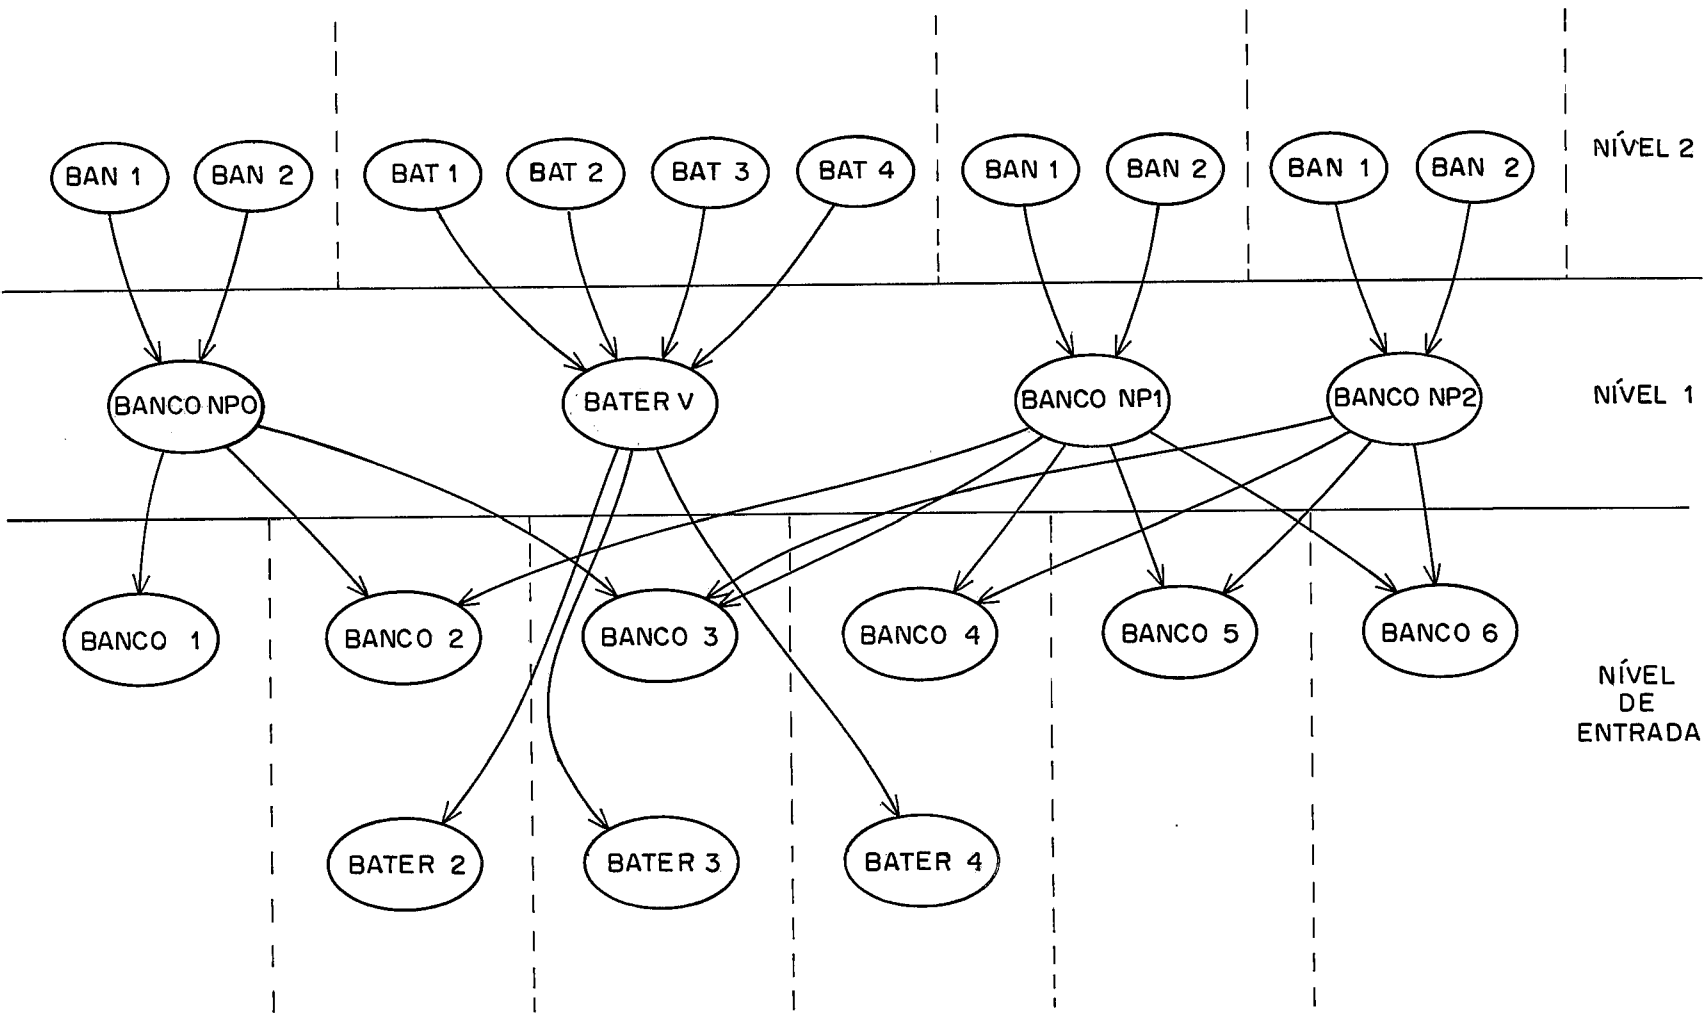 BAN 1
BAN 2
BAT 1
BAT 2
BAT 3
BAT 4
BAN 1
BAN 2
BAN 1
BAN 2
NÍVEL 2
BANCO NP0
BATER V
BANCO NP1
BANCO NP2
NÍVEL 1
BANCO 1
BANCO 2
BANCO 3
BANCO 4
BANCO 5
BANCO 6
NÍVEL
DE
ENTRADA
BATER 2
BATER 3
BATER 4